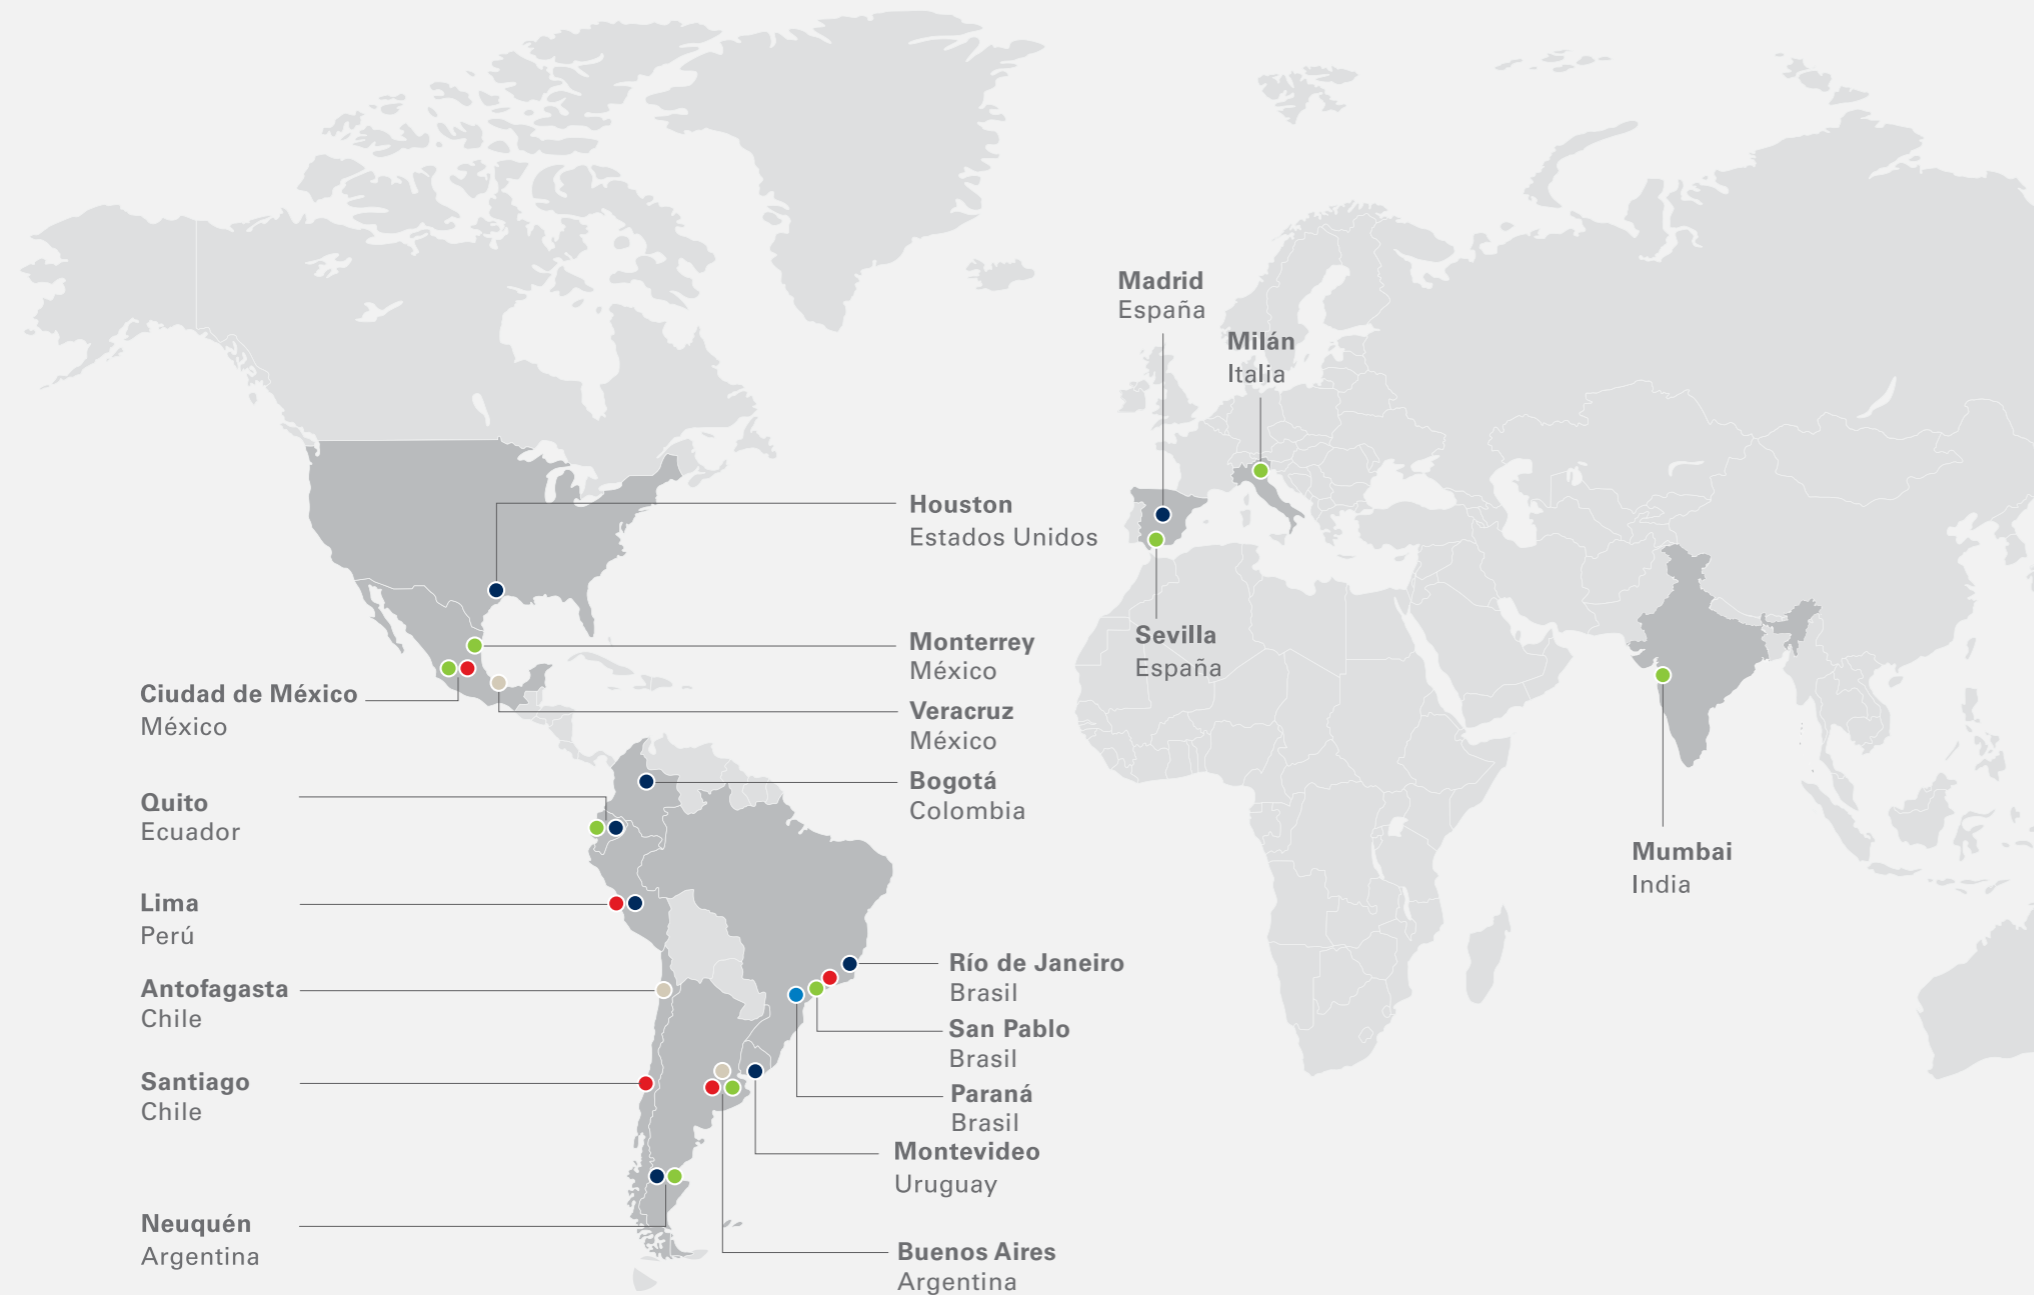 Madrid
España
Milán
Italia
Houston
Estados Unidos
Monterrey
México
Sevilla
España
Ciudad de México
México
Veracruz
México
Bogotá
Colombia
Quito
Ecuador
Mumbai
India
Lima
Perú
Río de Janeiro
Brasil
Antofagasta
Chile
San Pablo
Brasil
Santiago
Chile
Paraná
Brasil
Montevideo
Uruguay
Neuquén
Argentina
Buenos Aires
Argentina